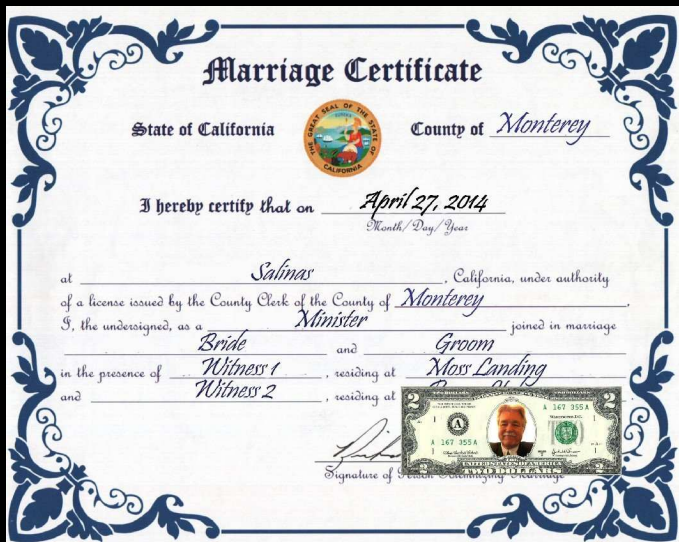 Marriage Certificate
State of California
THE GREAT SEAL OF THE STATE OF CALIFORNIA
EUREKA
County of Monterey
I hereby certify that on April 27, 2014
Month/Day/Year
at Salinas, California, under authority
of a license issued by the County Clerk of the County of Monterey,
I, the undersigned, as a Minister joined in marriage
Bride and Groom
in the presence of Witness 1, residing at Moss Landing
and Witness 2, residing at
2 2
A 167 355 A
WASHINGTON, D.C.
A
A 167 355 A
2 2
THE UNITED STATES OF AMERICA
TWO DOLLARS
Signature of Person Solemnizing Marriage